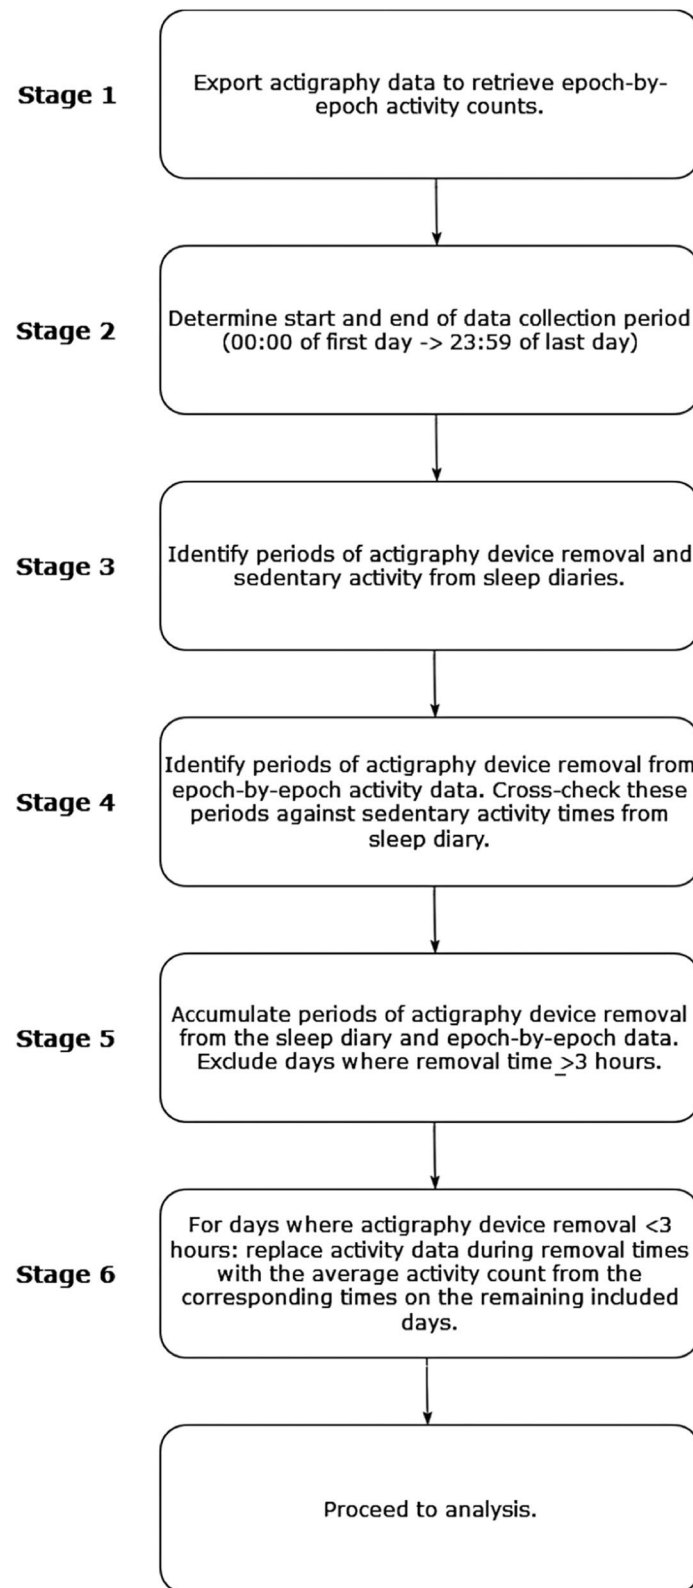 Stage 1
Export actigraphy data to retrieve epoch-by-
epoch activity counts.
Stage 2
Determine start and end of data collection period
(00:00 of first day -> 23:59 of last day)
Stage 3
Identify periods of actigraphy device removal and
sedentary activity from sleep diaries.
Stage 4
Identify periods of actigraphy device removal from
epoch-by-epoch activity data. Cross-check these
periods against sedentary activity times from
sleep diary.
Stage 5
Accumulate periods of actigraphy device removal
from the sleep diary and epoch-by-epoch data.
Exclude days where removal time _>3 hours.
Stage 6
For days where actigraphy device removal <3
hours: replace activity data during removal times
with the average activity count from the
corresponding times on the remaining included
days.
Proceed to analysis.